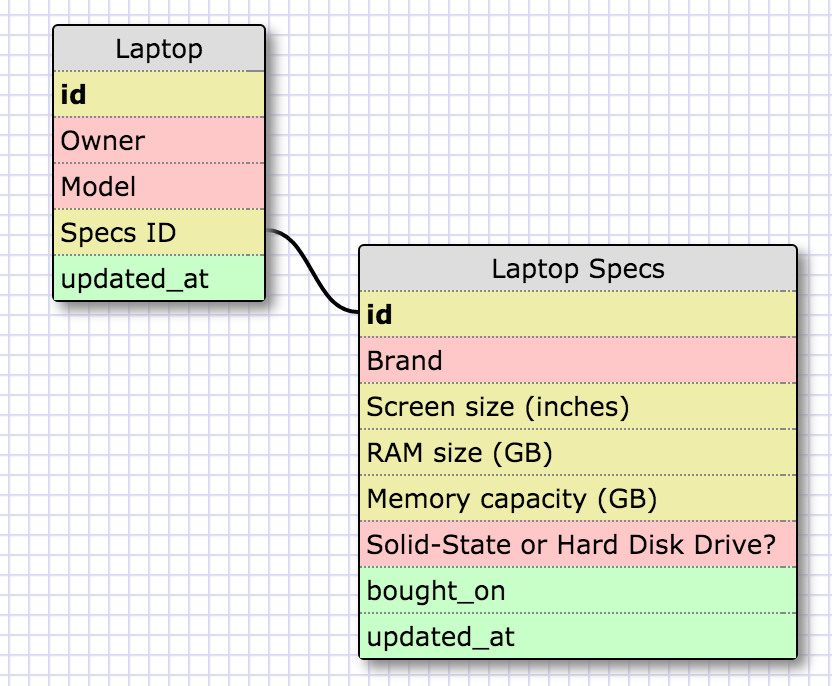 Laptop
id
Owner
Model
Specs ID
updated_at
Laptop Specs
id
Brand
Screen size (inches)
RAM size (GB)
Memory capacity (GB)
Solid-State or Hard Disk Drive?
bought_on
updated_at